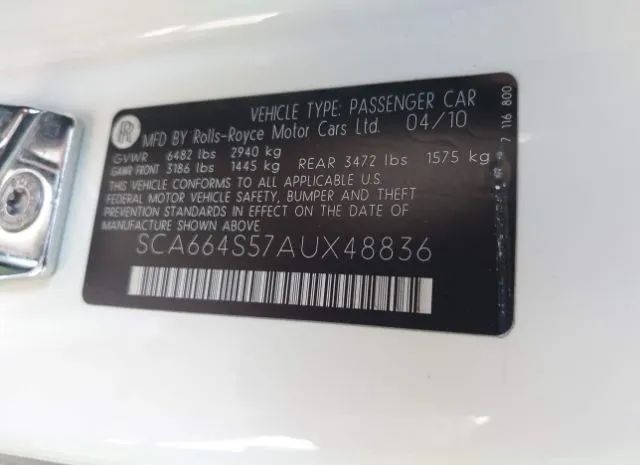 RR
VEHICLE TYPE: PASSENGER CAR
MFD BY Rolls-Royce Motor Cars Ltd. 04/10
GVWR 6482 lbs 2940 kg
GAWR FRONT 3186 lbs 1445 kg REAR 3472 lbs 1575 kg
THIS VEHICLE CONFORMS TO ALL APPLICABLE U.S.
FEDERAL MOTOR VEHICLE SAFETY, BUMPER AND THEFT
PREVENTION STANDARDS IN EFFECT ON THE DATE OF
MANUFACTURE SHOWN ABOVE.
SCA664S57AUX48836
7 116 800